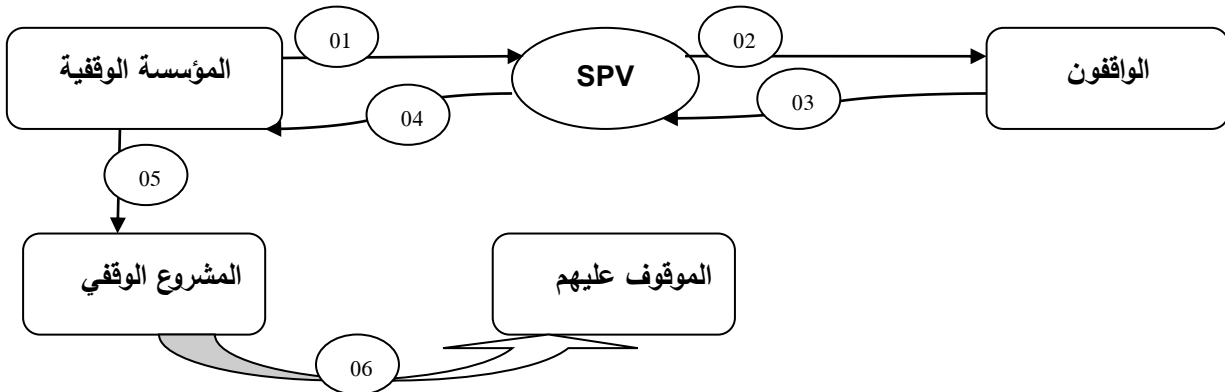 المؤسسة الوقفية
01
SPV
02
الواقفون
04
03
05
المشروع الوقفي
الموقوف عليهم
06